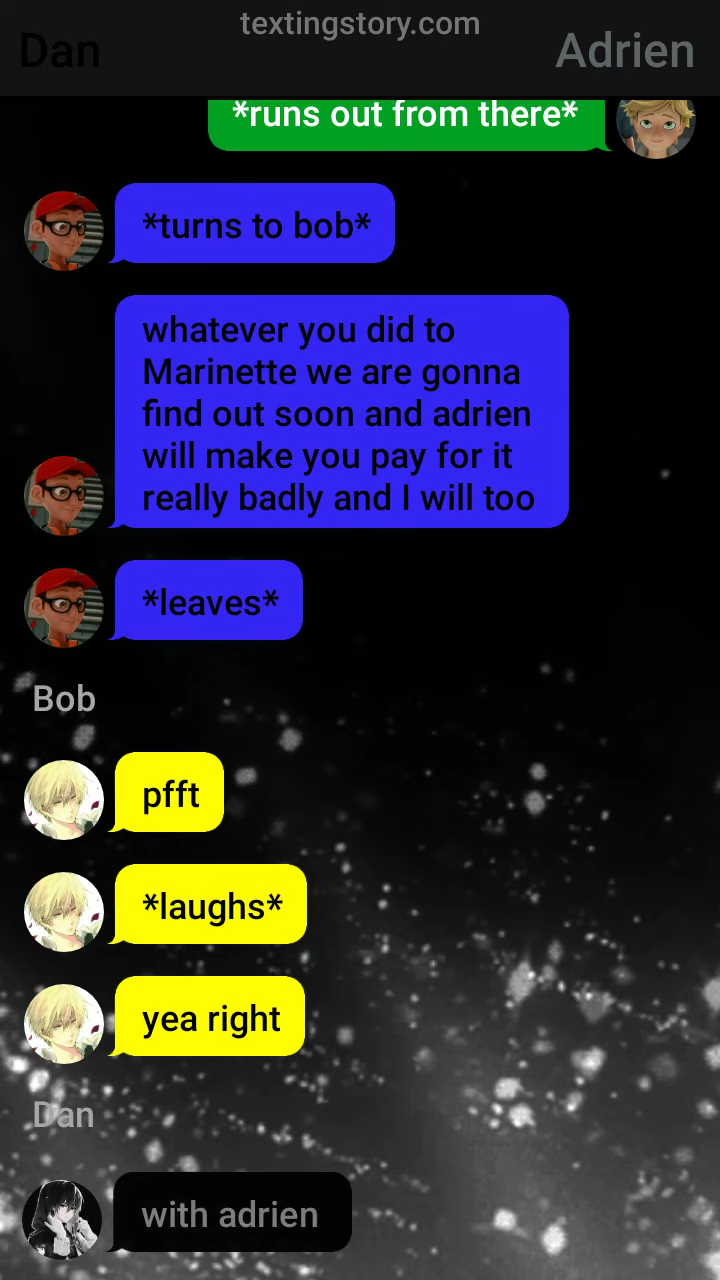 textingstory.com
Dan
Adrien
*runs out from there*
*turns to bob*
whatever you did to
Marinette we are gonna
find out soon and adrien
will make you pay for it
really badly and I will too
*leaves*
Bob
pfft
*laughs*
yea right
Dan
with adrien